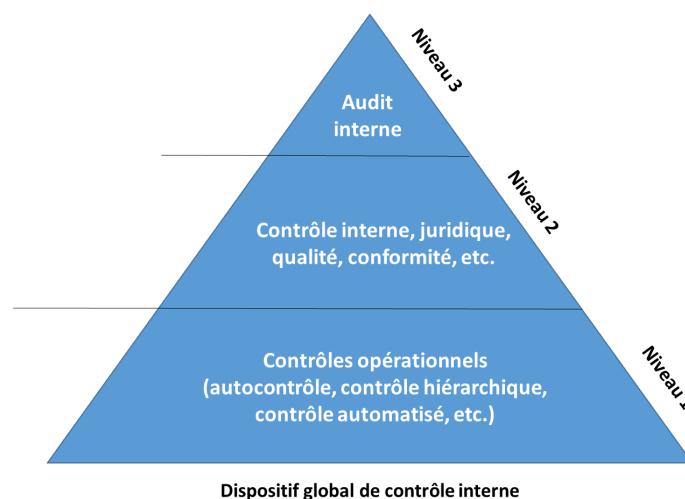 Niveau 3
Audit
interne
Niveau 2
Contrôle interne, juridique,
qualité, conformité, etc.
Contrôles opérationnels
(autocontrôle, contrôle hiérarchique,
contrôle automatisé, etc.)
Niveau 1
Dispositif global de contrôle interne